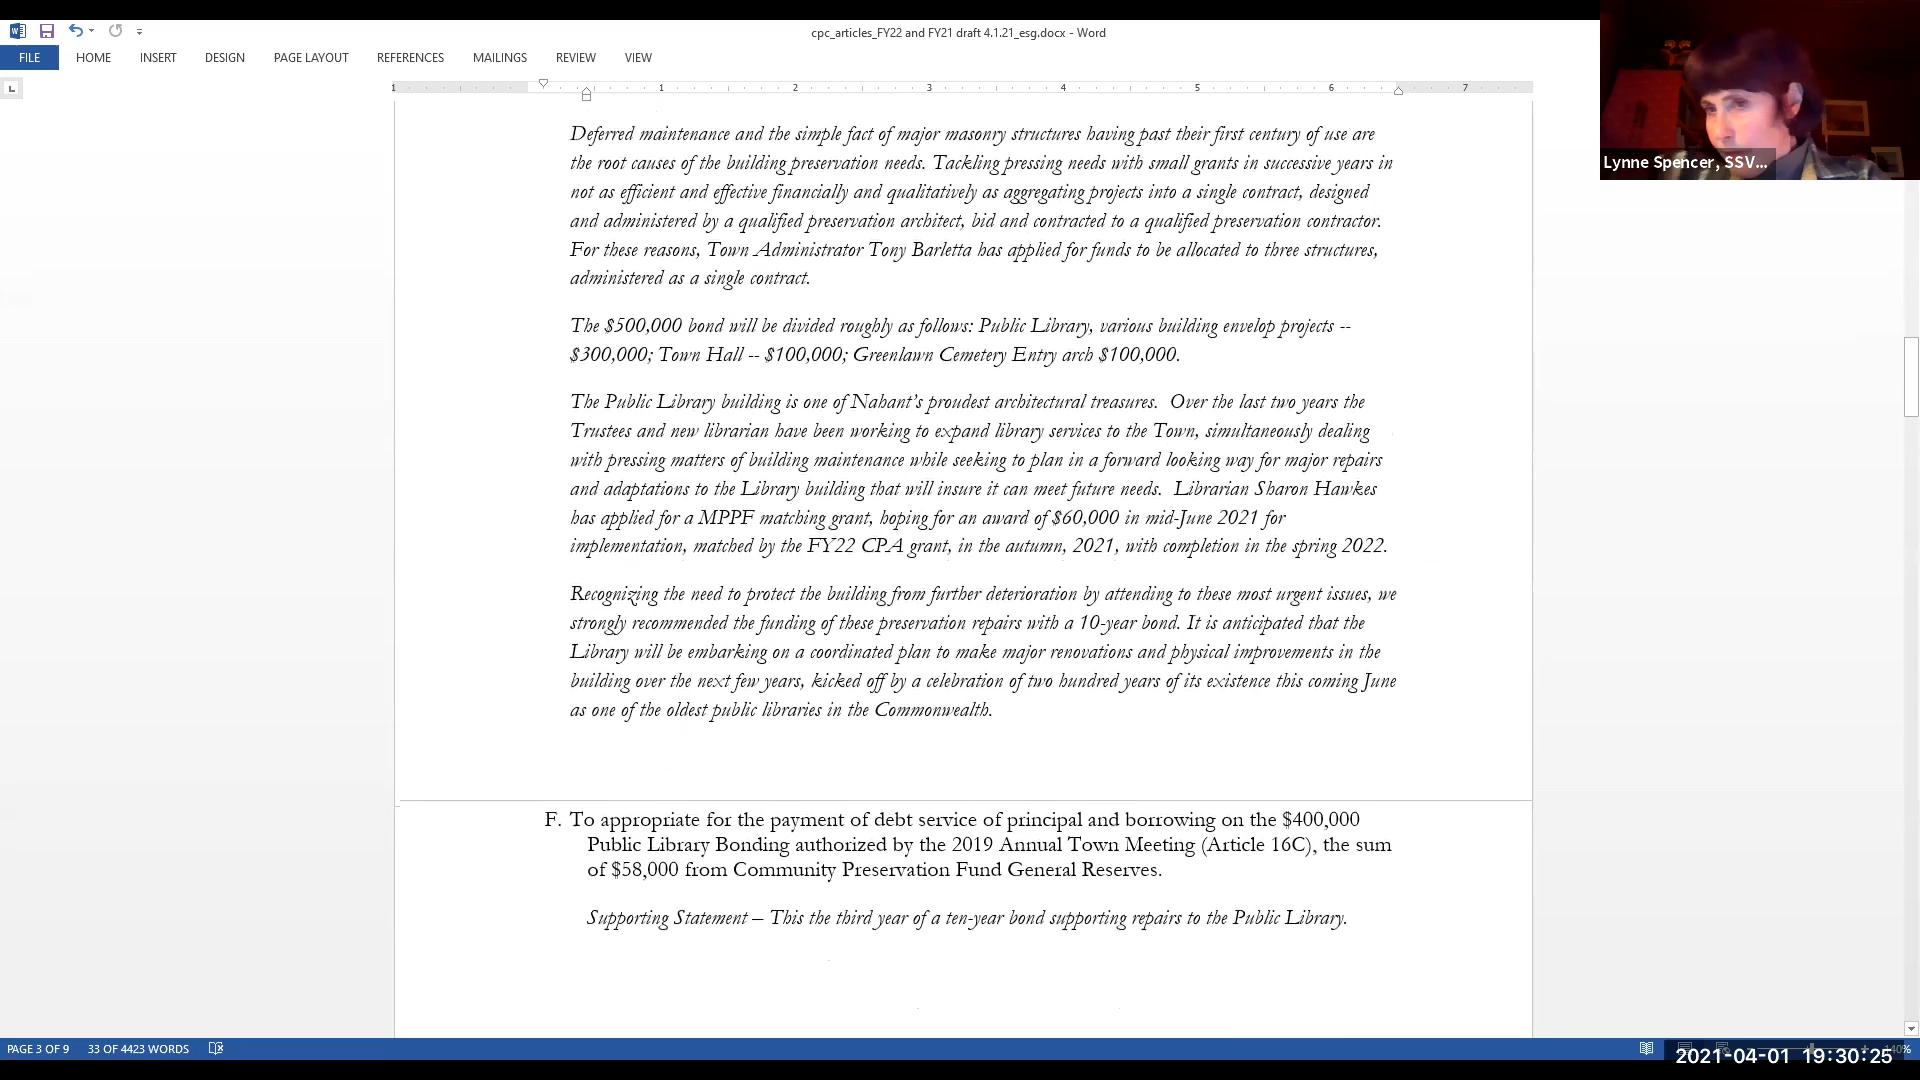 cpc_articles_FY22 and FY21 draft 4.1.21_esg.docx - Word
FILE HOME INSERT DESIGN PAGE LAYOUT REFERENCES MAILINGS REVIEW VIEW
1 1 2 3 4 5 6 7
Lynne Spencer, SSV...
Deferred maintenance and the simple fact of major masonry structures having past their first century of use are
the root causes of the building preservation needs. Tackling pressing needs with small grants in successive years in
not as efficient and effective financially and qualitatively as aggregating projects into a single contract, designed
and administered by a qualified preservation architect, bid and contracted to a qualified preservation contractor.
For these reasons, Town Administrator Tony Barletta has applied for funds to be allocated to three structures,
administered as a single contract.
The $500,000 bond will be divided roughly as follows: Public Library, various building envelop projects --
$300,000; Town Hall -- $100,000; Greenlawn Cemetery Entry arch $100,000.
The Public Library building is one of Nahant's proudest architectural treasures.  Over the last two years the
Trustees and new librarian have been working to expand library services to the Town, simultaneously dealing
with pressing matters of building maintenance while seeking to plan in a forward looking way for major repairs
and adaptations to the Library building that will insure it can meet future needs.  Librarian Sharon Hawkes
has applied for a MPPF matching grant, hoping for an award of $60,000 in mid-June 2021 for
implementation, matched by the FY22 CPA grant, in the autumn, 2021, with completion in the spring 2022.
Recognizing the need to protect the building from further deterioration by attending to these most urgent issues, we
strongly recommended the funding of these preservation repairs with a 10-year bond. It is anticipated that the
Library will be embarking on a coordinated plan to make major renovations and physical improvements in the
building over the next few years, kicked off by a celebration of two hundred years of its existence this coming June
as one of the oldest public libraries in the Commonwealth.
F. To appropriate for the payment of debt service of principal and borrowing on the $400,000
Public Library Bonding authorized by the 2019 Annual Town Meeting (Article 16C), the sum
of $58,000 from Community Preservation Fund General Reserves.
Supporting Statement – This the third year of a ten-year bond supporting repairs to the Public Library.
PAGE 3 OF 9 33 OF 4423 WORDS
2021-04-01 19:30:25